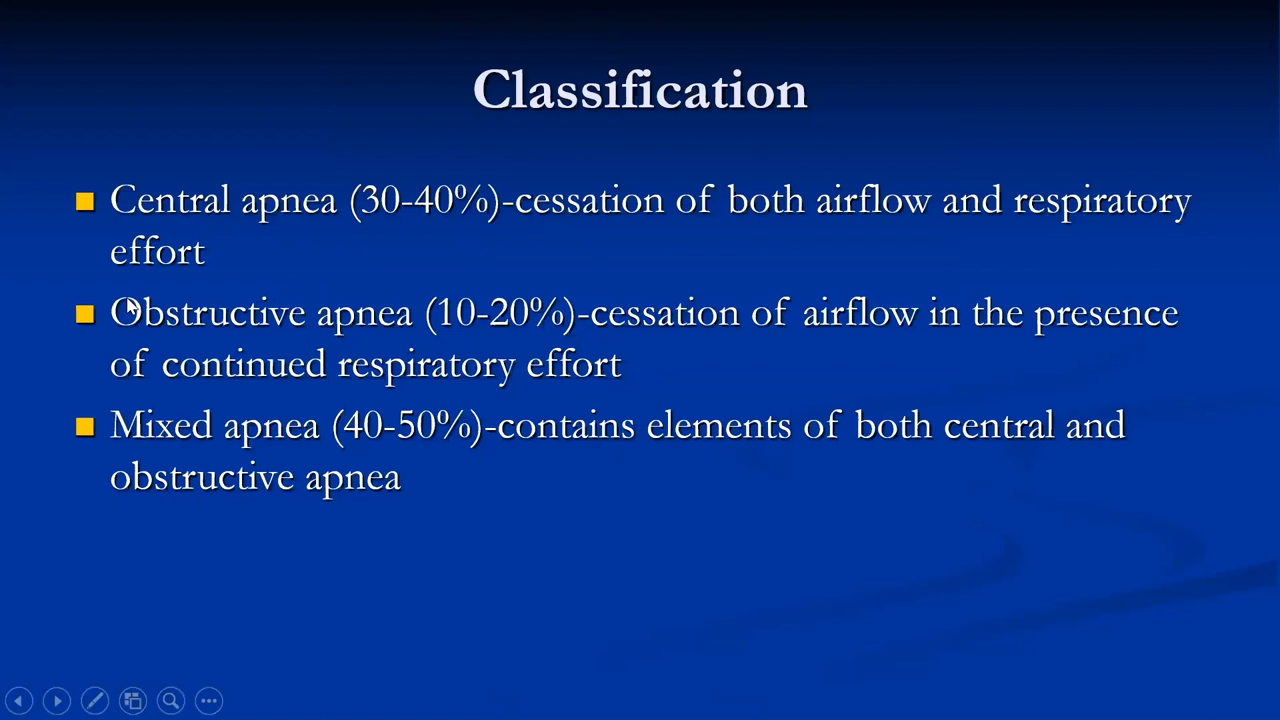 Classification
Central apnea (30-40%)-cessation of both airflow and respiratory
effort
Obstructive apnea (10-20%)-cessation of airflow in the presence
of continued respiratory effort
Mixed apnea (40-50%)-contains elements of both central and
obstructive apnea